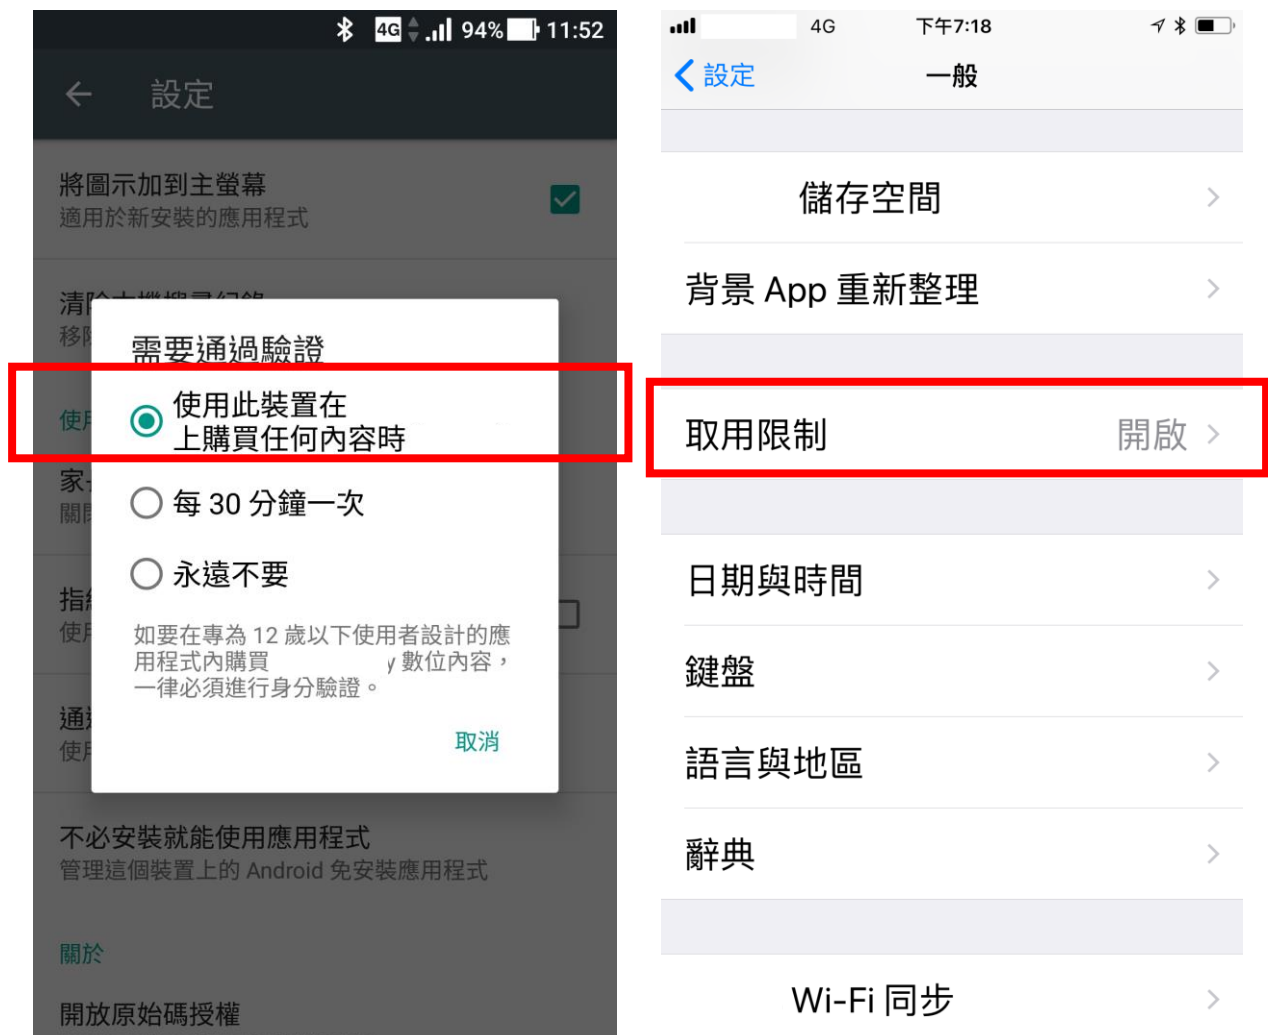 4G 94% 11:52
設定
將圖示加到主螢幕
適用於新安裝的應用程式
需要通過驗證
使用此裝置在
上購買任何內容時
每 30 分鐘一次
永遠不要
如要在專為 12 歲以下使用者設計的應
用程式內購買 y 數位內容，
一律必須進行身分驗證。
取消
不必安裝就能使用應用程式
管理這個裝置上的 Android 免安裝應用程式
關於
開放原始碼授權
4G 下午7:18
設定 一般
儲存空間
背景 App 重新整理
取用限制 開啟
日期與時間
鍵盤
語言與地區
辭典
Wi-Fi 同步